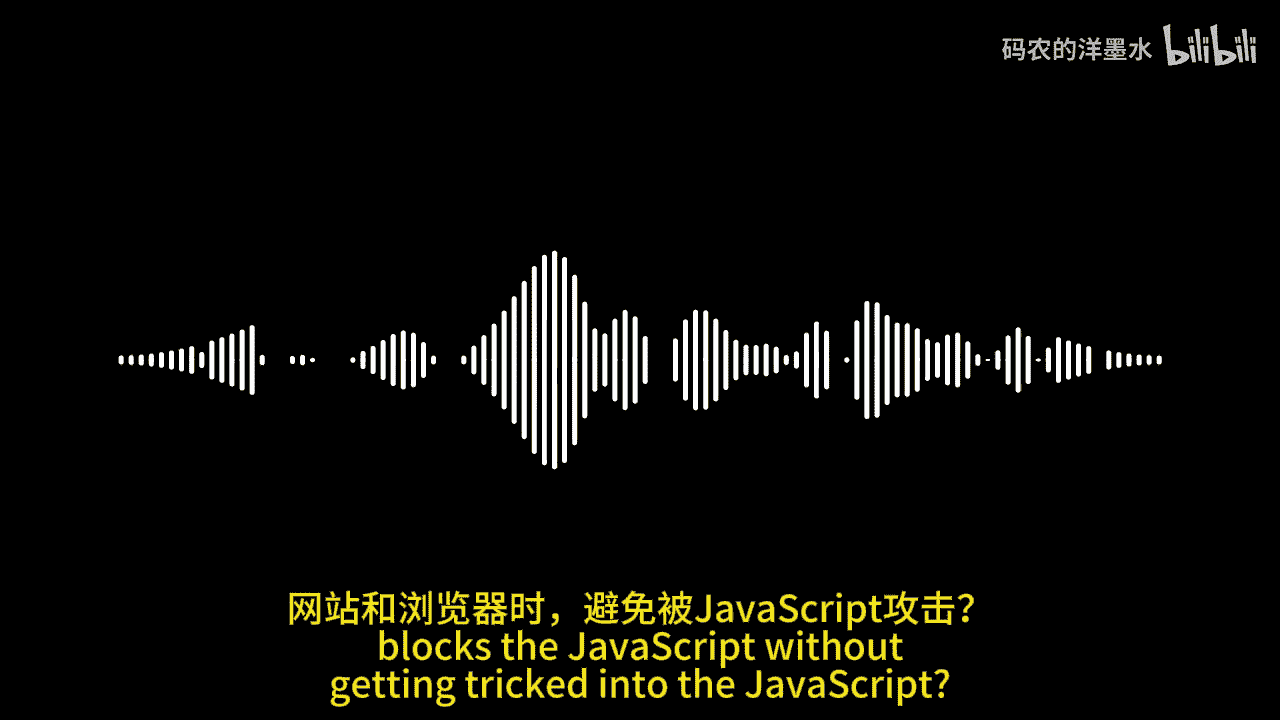 码农的洋墨水 bilibili
网站和浏览器时，避免被JavaScript攻击？
blocks the JavaScript without
getting tricked into the JavaScript?